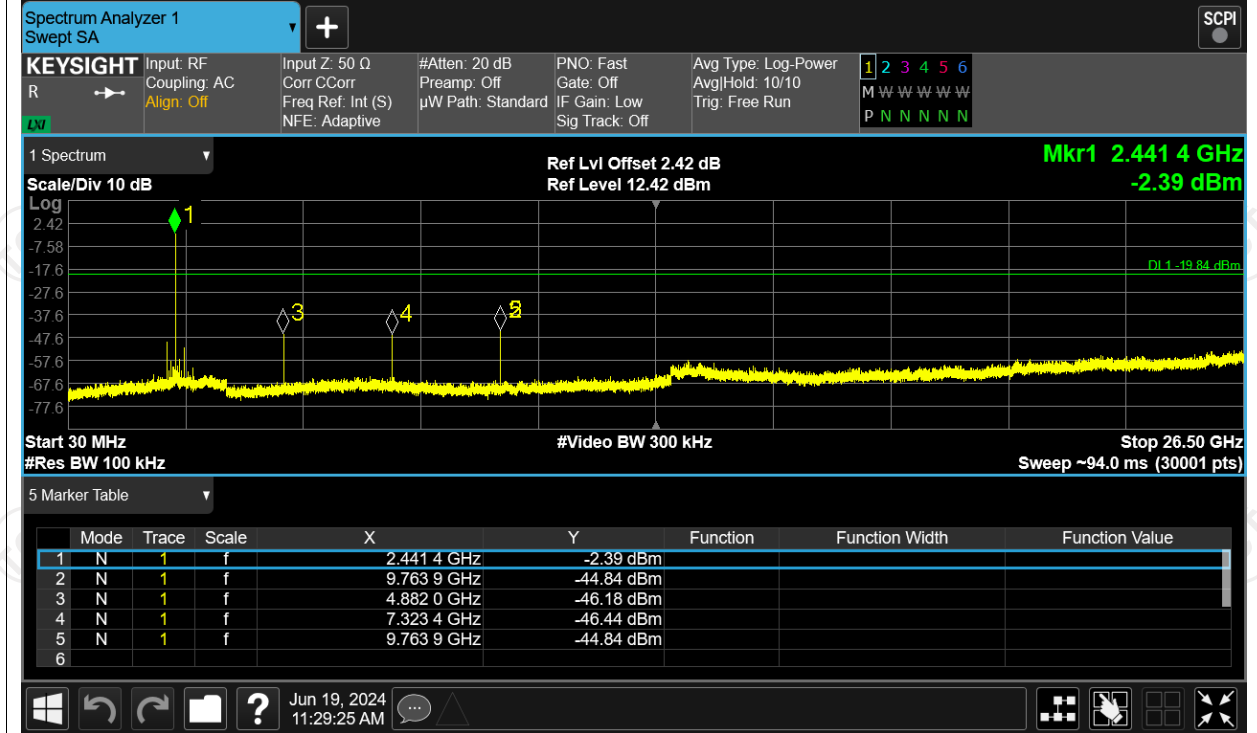 Spectrum Analyzer 1
Swept SA
SCPI
KEYSIGHT
R
LXI
Input: RF
Coupling: AC
Align: Off
Input Z: 50 Ω
Corr CCorr
Freq Ref: Int (S)
NFE: Adaptive
#Atten: 20 dB
Preamp: Off
µW Path: Standard
PNO: Fast
Gate: Off
IF Gain: Low
Sig Track: Off
Avg Type: Log-Power
Avg|Hold: 10/10
Trig: Free Run
1 2 3 4 5 6
M W W W W W W
P N N N N N
1 Spectrum
Scale/Div 10 dB
Ref Lvl Offset 2.42 dB
Ref Level 12.42 dBm
Mkr1 2.441 4 GHz
-2.39 dBm
Log
2.42
-7.58
-17.6
-27.6
-37.6
-47.6
-57.6
-67.6
-77.6
1
3
4
DL1 -19.84 dBm
Start 30 MHz
#Video BW 300 kHz
Stop 26.50 GHz
#Res BW 100 kHz
Sweep ~94.0 ms (30001 pts)
5 Marker Table
Mode Trace Scale X Y Function Function Width Function Value
1 N 1 f 2.441 4 GHz -2.39 dBm
2 N 1 f 9.763 9 GHz -44.84 dBm
3 N 1 f 4.882 0 GHz -46.18 dBm
4 N 1 f 7.323 4 GHz -46.44 dBm
5 N 1 f 9.763 9 GHz -44.84 dBm
6
?
Jun 19, 2024
11:29:25 AM